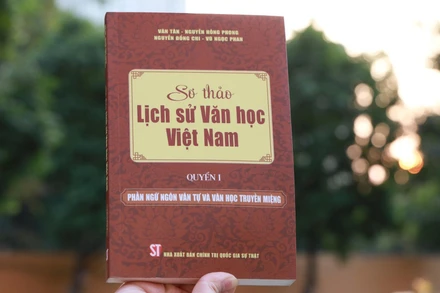 VĂN TÂN - NGUYỄN HỒNG PHONG
NGUYỄN ĐỔNG CHI - VŨ NGỌC PHAN
Sơ thảo
Lịch sử Văn học
Việt Nam
QUYỂN I
PHẦN NGỮ NGÔN VĂN TỰ VÀ VĂN HỌC TRUYỀN MIỆNG
ST NHÀ XUẤT BẢN CHÍNH TRỊ QUỐC GIA SỰ THẬT